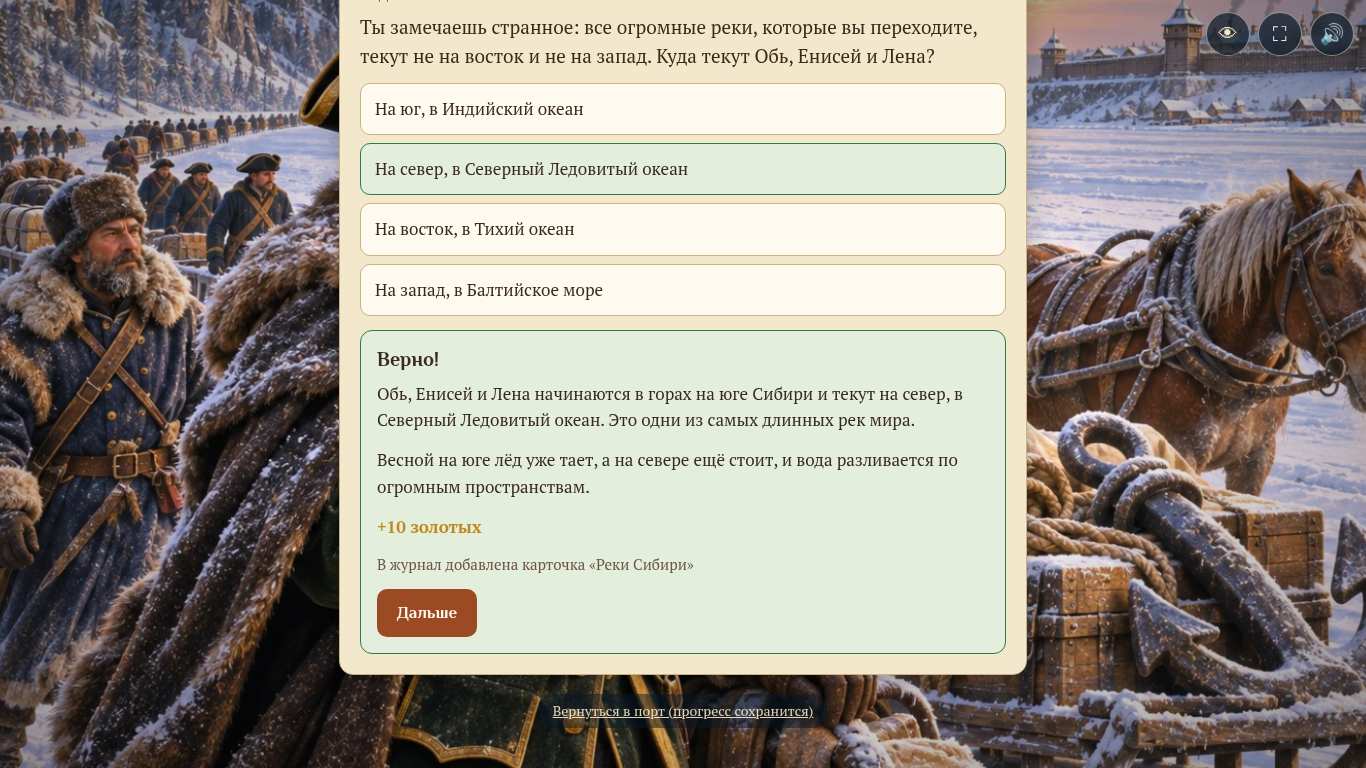 Ты замечаешь странное: все огромные реки, которые вы переходите,
текут не на восток и не на запад. Куда текут Обь, Енисей и Лена?
На юг, в Индийский океан
На север, в Северный Ледовитый океан
На восток, в Тихий океан
На запад, в Балтийское море
Верно!
Обь, Енисей и Лена начинаются в горах на юге Сибири и текут на север, в
Северный Ледовитый океан. Это одни из самых длинных рек мира.
Весной на юге лёд уже тает, а на севере ещё стоит, и вода разливается по
огромным пространствам.
+10 золотых
В журнал добавлена карточка «Реки Сибири»
Дальше
Вернуться в порт (прогресс сохранится)